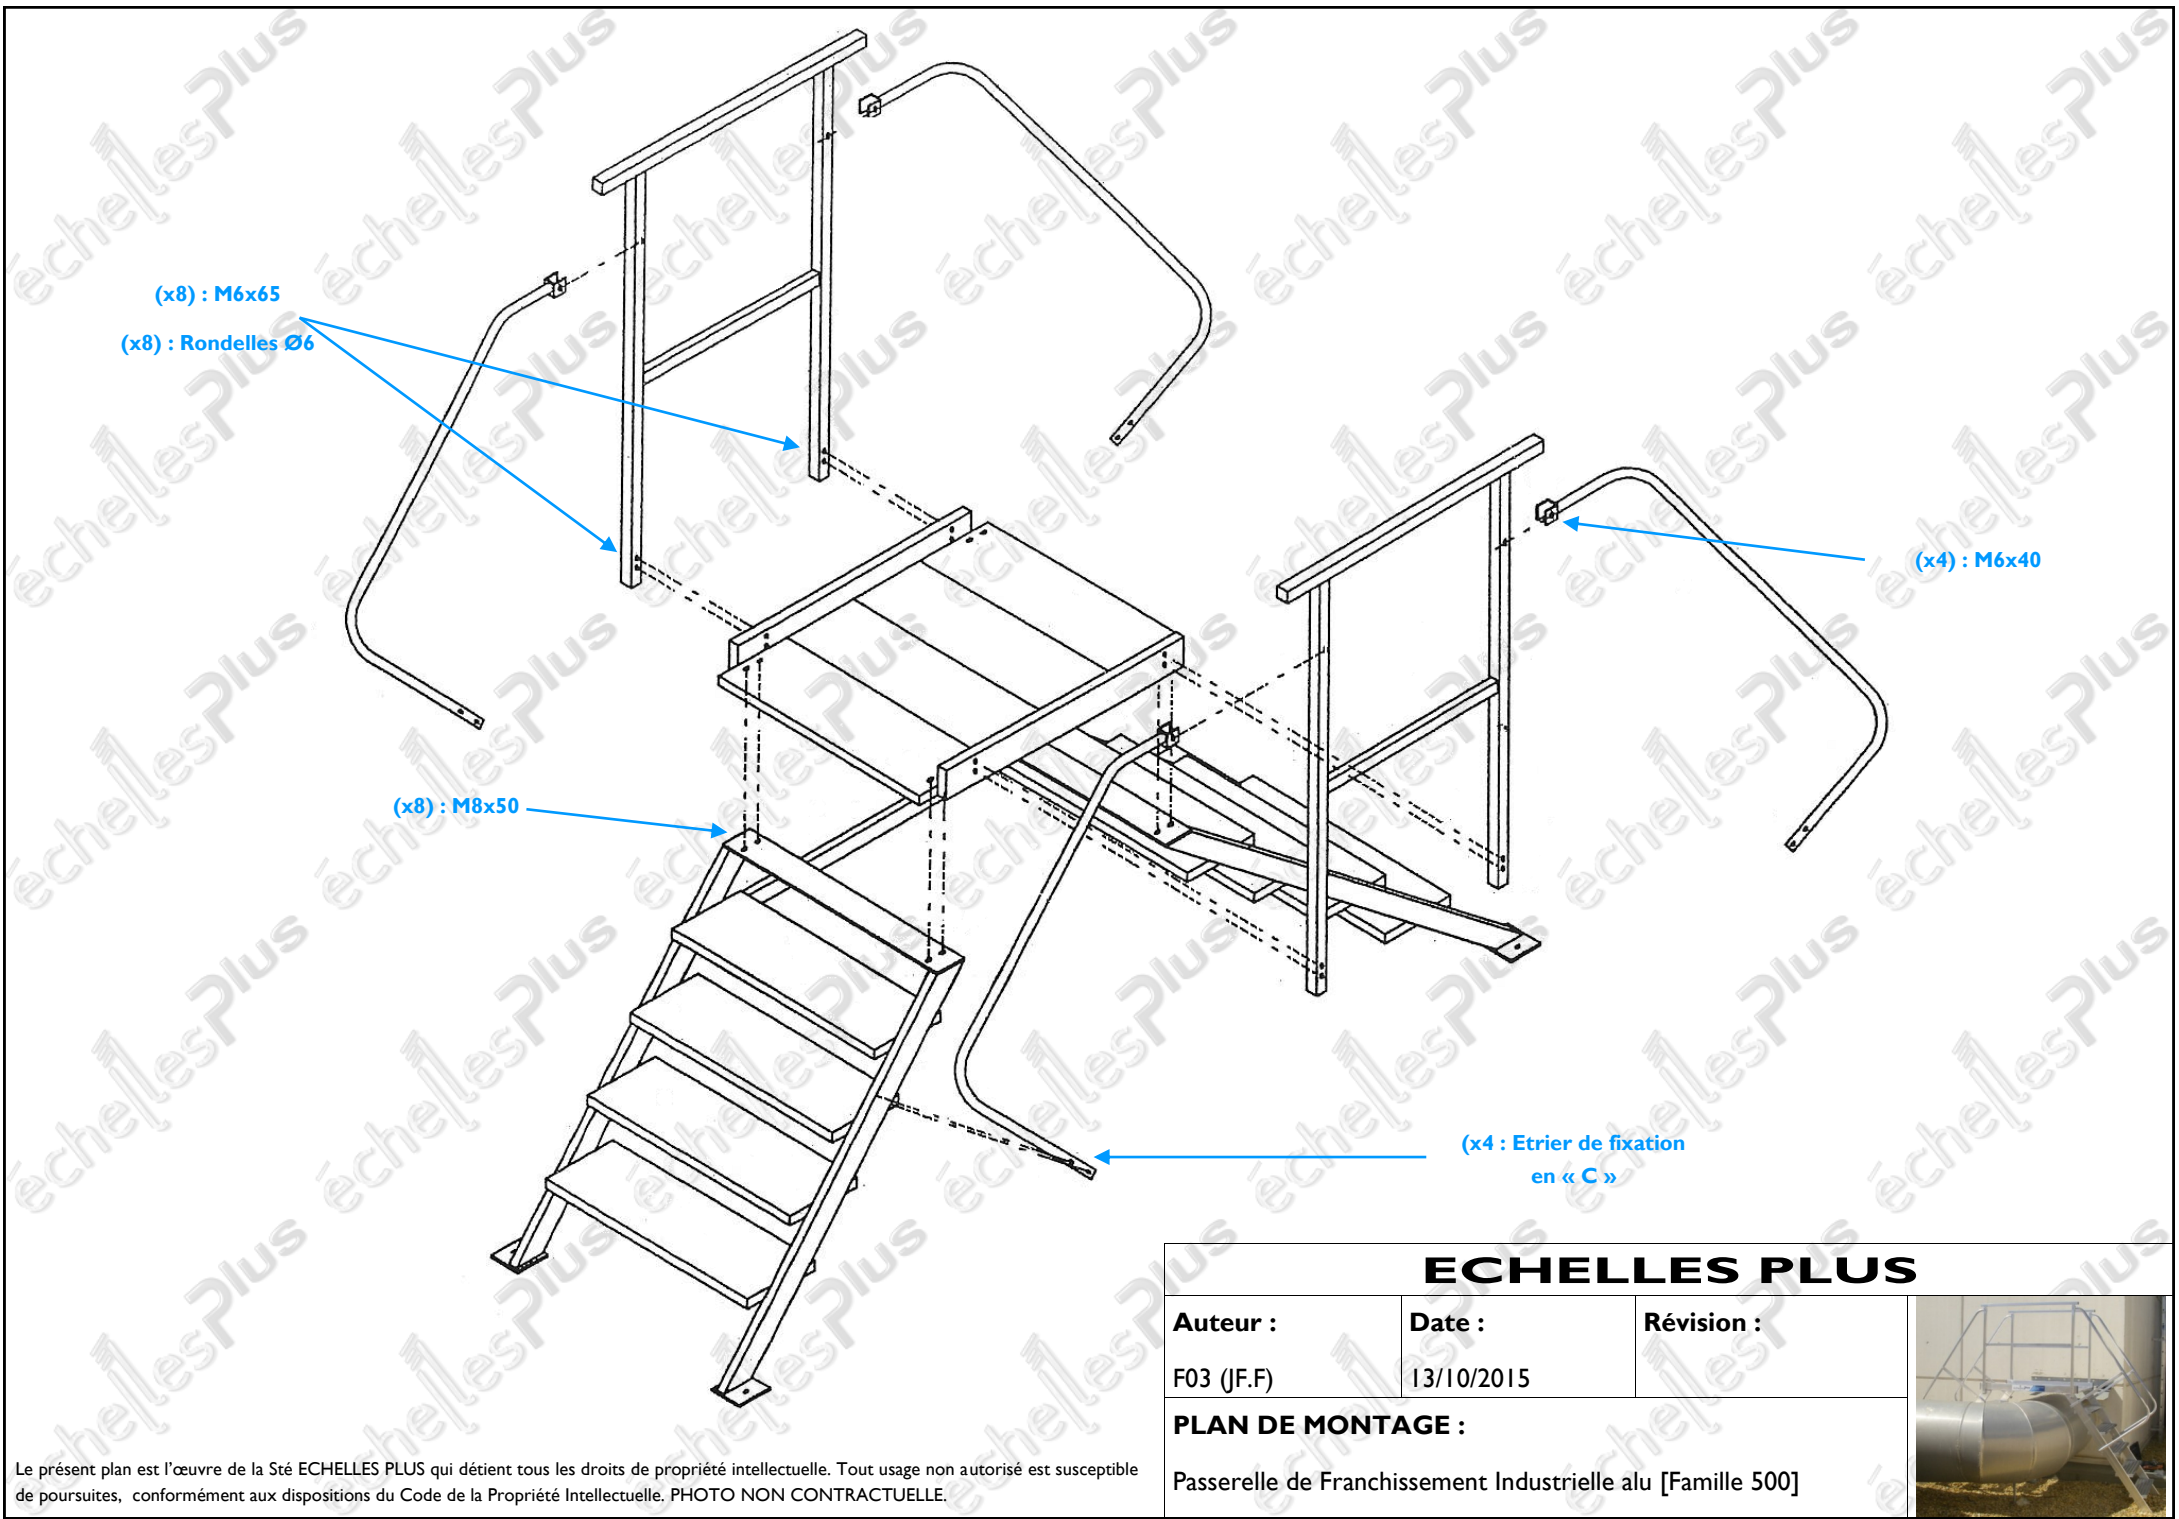 (x8) : M6x65
(x8) : Rondelles Ø6
(x4) : M6x40
(x8) : M8x50
(x4 : Etrier de fixation
en « C »
ECHELLES PLUS
Auteur :
Date :
Révision :
F03 (JF.F)
13/10/2015
PLAN DE MONTAGE :
Passerelle de Franchissement Industrielle alu [Famille 500]
Le présent plan est l’œuvre de la Sté ECHELLES PLUS qui détient tous les droits de propriété intellectuelle. Tout usage non autorisé est susceptible
de poursuites, conformément aux dispositions du Code de la Propriété Intellectuelle. PHOTO NON CONTRACTUELLE.
échellesPlus